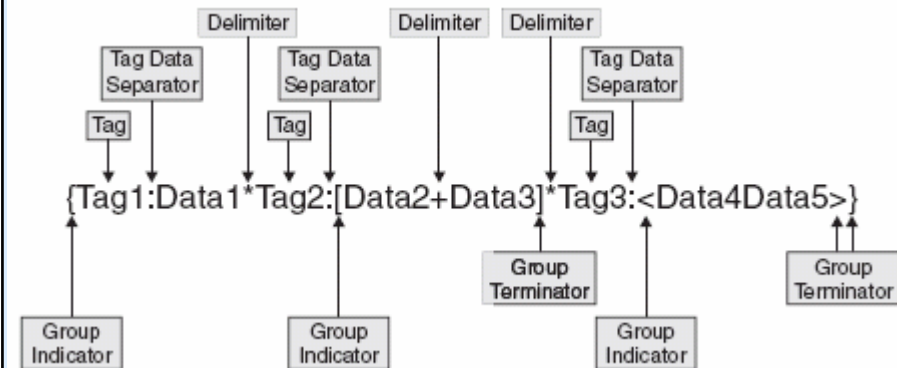 Delimiter Delimiter Delimiter
Tag Data Separator Tag Data Separator Tag Data Separator
Tag Tag Tag
{Tag1:Data1*Tag2:[Data2+Data3]*Tag3:<Data4Data5>}
Group Terminator Group Terminator
Group Indicator Group Indicator Group Indicator